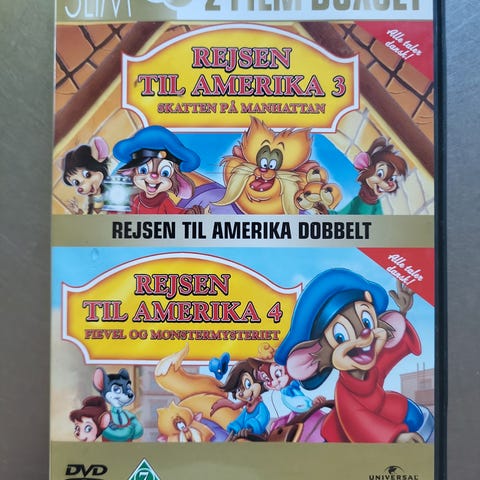 SLIM
2 FILM BOXSET
Alle taler
dansk!
REJSEN
TIL AMERIKA 3
SKATTEN PÅ MANHATTAN
REJSEN TIL AMERIKA DOBBELT
Alle taler
dansk!
REJSEN
TIL AMERIKA 4
FIEVEL OG MONSTERMYSTERIET
DVD
7
UNIVERSAL